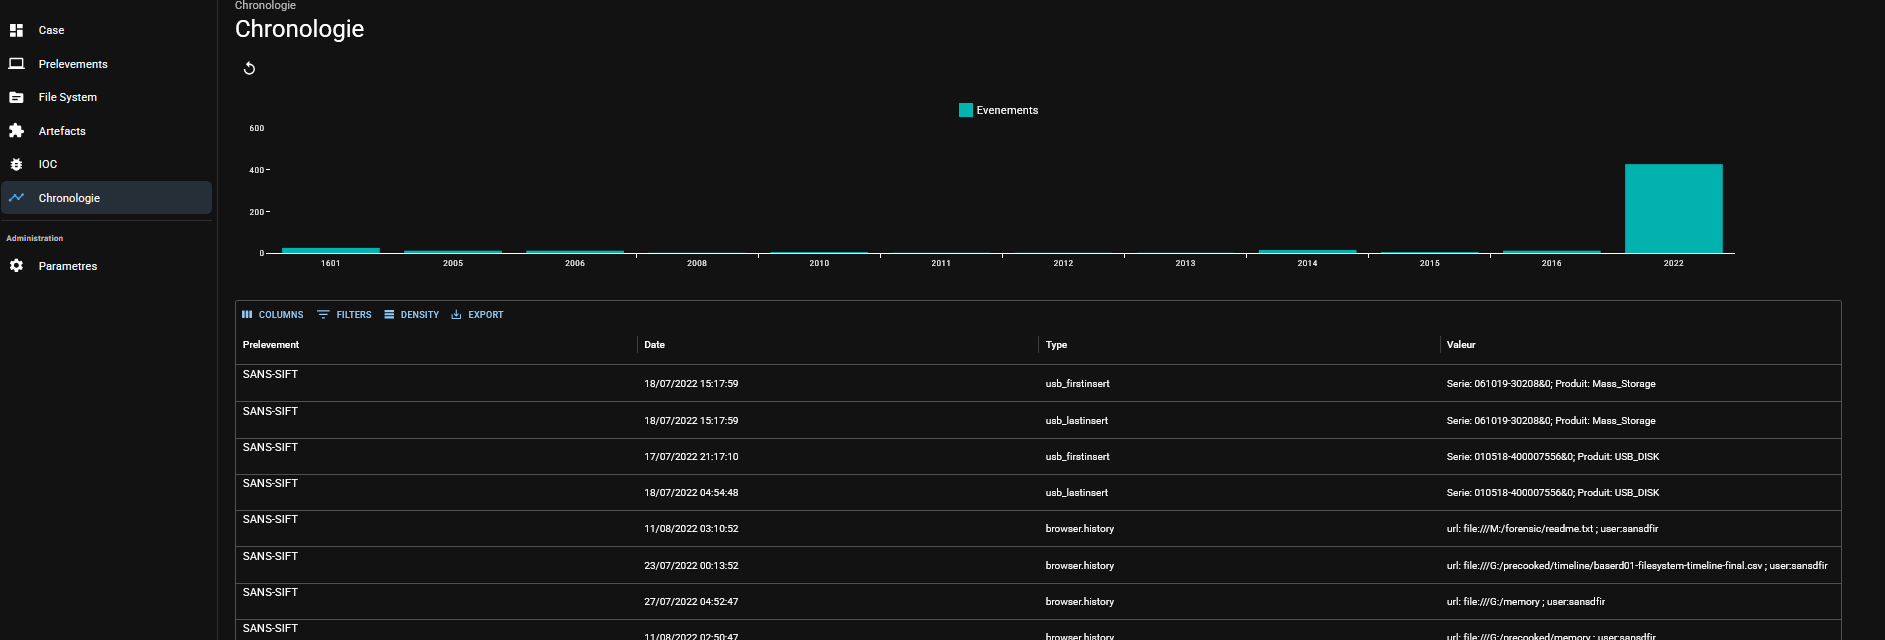 Case
Prelevements
File System
Artefacts
IOC
Chronologie
Administration
Parametres
Chronologie
Chronologie
Evenements
600
400
200
0
1601 2005 2006 2008 2010 2011 2012 2013 2014 2015 2016 2022
COLUMNS FILTERS DENSITY EXPORT
Prelevement Date Type Valeur
SANS-SIFT 18/07/2022 15:17:59 usb_firstinsert Serie: 061019-30208&0; Produit: Mass_Storage
SANS-SIFT 18/07/2022 15:17:59 usb_lastinsert Serie: 061019-30208&0; Produit: Mass_Storage
SANS-SIFT 17/07/2022 21:17:10 usb_firstinsert Serie: 010518-400007556&0; Produit: USB_DISK
SANS-SIFT 18/07/2022 04:54:48 usb_lastinsert Serie: 010518-400007556&0; Produit: USB_DISK
SANS-SIFT 11/08/2022 03:10:52 browser.history url: file:///M:/forensic/readme.txt ; user:sansdfir
SANS-SIFT 23/07/2022 00:13:52 browser.history url: file:///G:/precooked/timeline/baserd01-filesystem-timeline-final.csv ; user:sansdfir
SANS-SIFT 27/07/2022 04:52:47 browser.history url: file:///G:/memory ; user:sansdfir
SANS-SIFT 11/08/2022 02:50:47 browser.history url: file:///G:/precooked/memory ; user:sansdfir